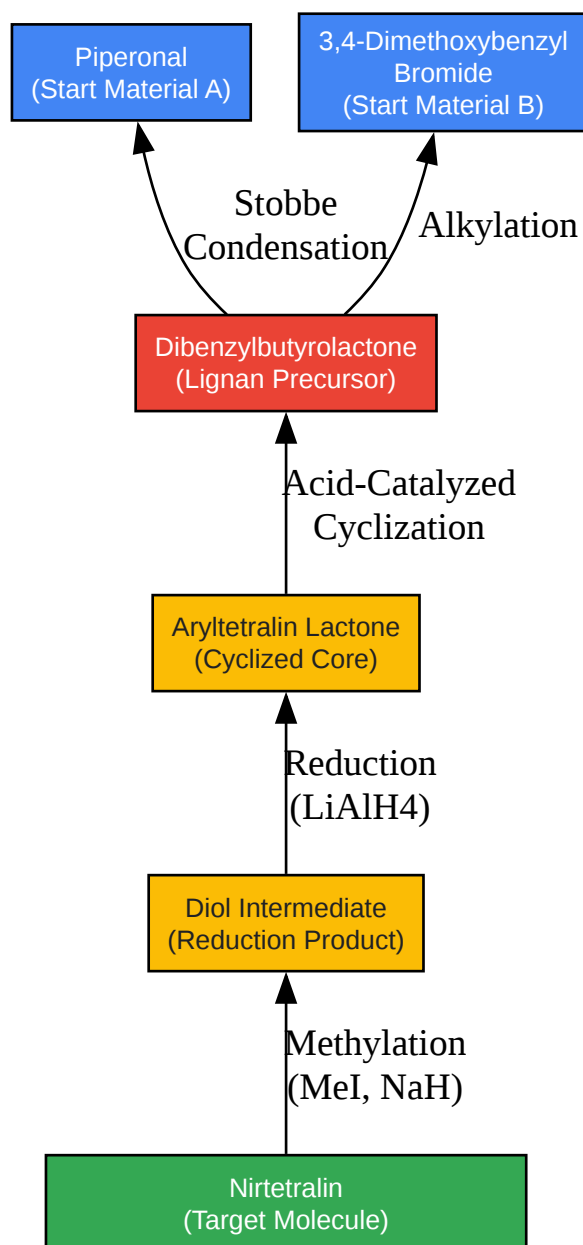 Piperonal
(Start Material A)
3,4-Dimethoxybenzyl
Bromide
(Start Material B)
Stobbe
Condensation
Alkylation
Dibenzylbutyrolactone
(Lignan Precursor)
Acid-Catalyzed
Cyclization
Aryltetralin Lactone
(Cyclized Core)
Reduction
(LiAlH4)
Diol Intermediate
(Reduction Product)
Methylation
(MeI, NaH)
Nirtetralin
(Target Molecule)